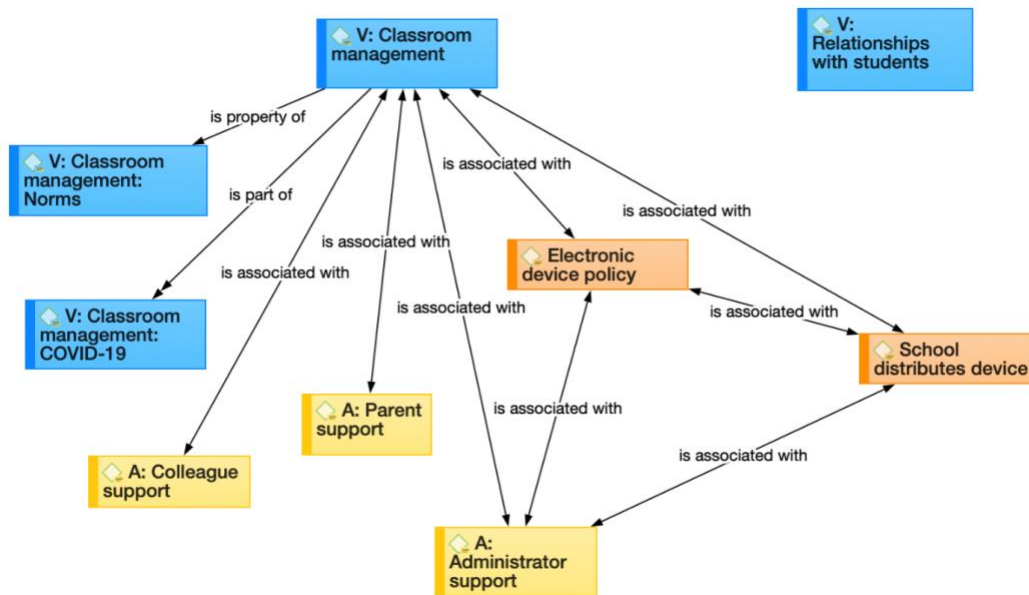 V: Classroom
management
V:
Relationships
with students
is property of
V: Classroom
management:
Norms
is associated with
is part of
is associated with
is associated with
Electronic
device policy
is associated with
V: Classroom
management:
COVID-19
is associated with
is associated with
School
distributes device
A: Parent
support
is associated with
A: Colleague
support
is associated with
A:
Administrator
support